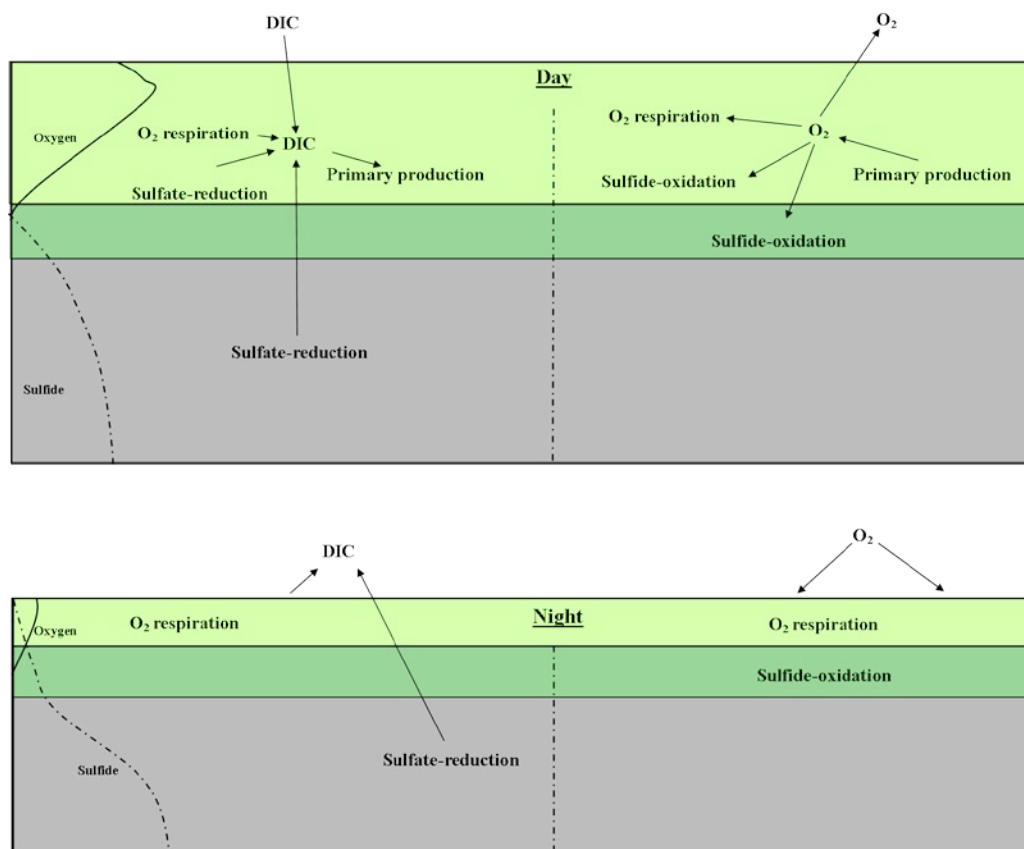 DIC
O₂
Day
Oxygen
O₂ respiration
DIC
Sulfate-reduction
Primary production
O₂ respiration
O₂
Sulfide-oxidation
Primary production
Sulfide-oxidation
Sulfate-reduction
Sulfide
DIC
O₂
Oxygen
O₂ respiration
Night
O₂ respiration
Sulfide-oxidation
Sulfide
Sulfate-reduction